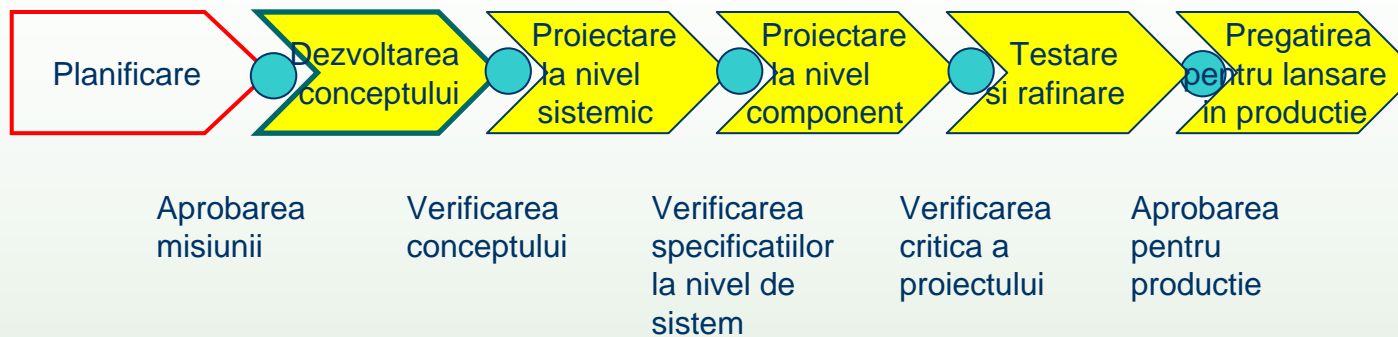 Planificare
Dezvoltarea
conceptului
Proiectare
la nivel
sistemic
Proiectare
la nivel
component
Testare
si rafinare
Pregatirea
pentru lansare
in productie
Aprobarea
misiunii
Verificarea
conceptului
Verificarea
specificatiilor
la nivel de
sistem
Verificarea
critica a
proiectului
Aprobarea
pentru
productie